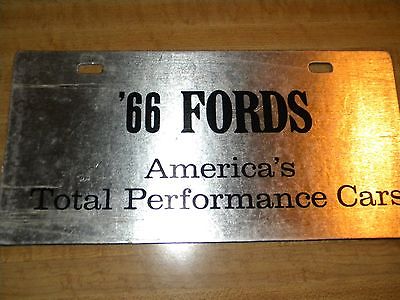 '66 FORDS
America's
Total Performance Cars